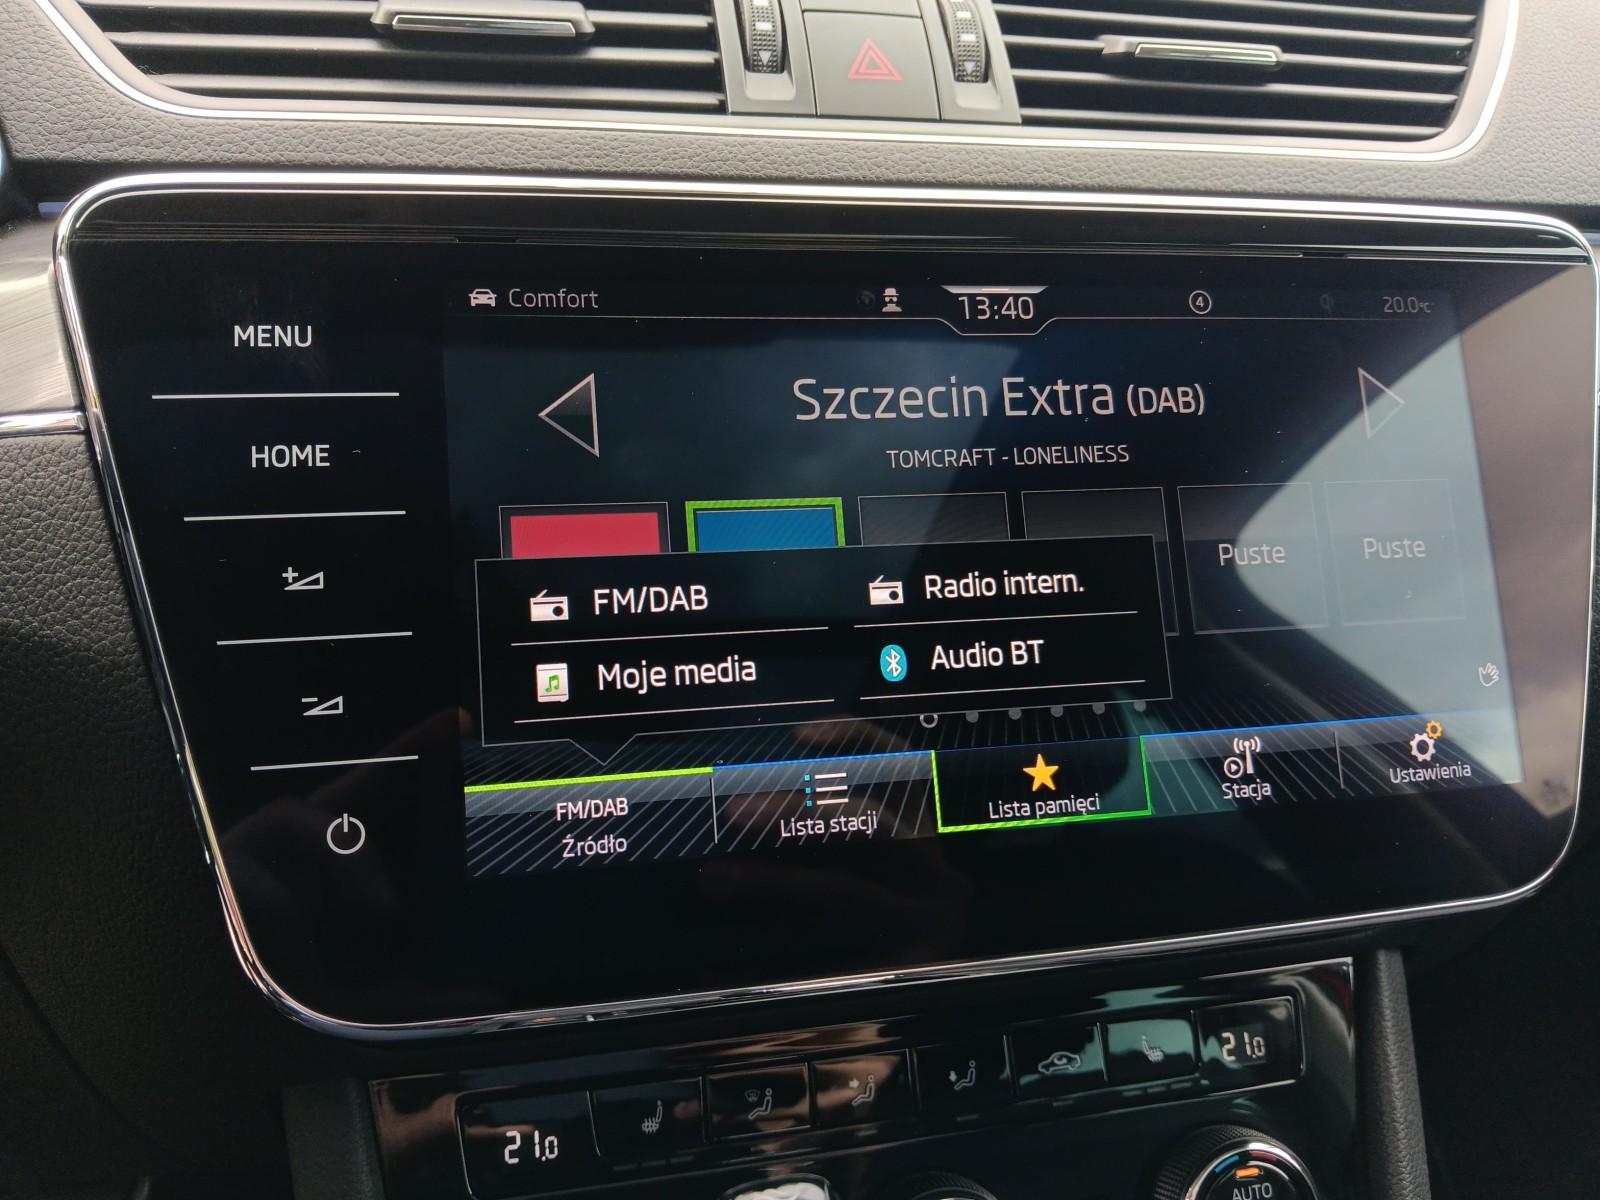 Comfort
13:40
4
20.0°C
MENU
HOME
Szczecin Extra (DAB)
TOMCRAFT - LONELINESS
Puste
Puste
FM/DAB
Radio intern.
Moje media
Audio BT
FM/DAB
Źródło
Lista stacji
Lista pamięci
Stacja
Ustawienia
21.0
21.0
AUTO